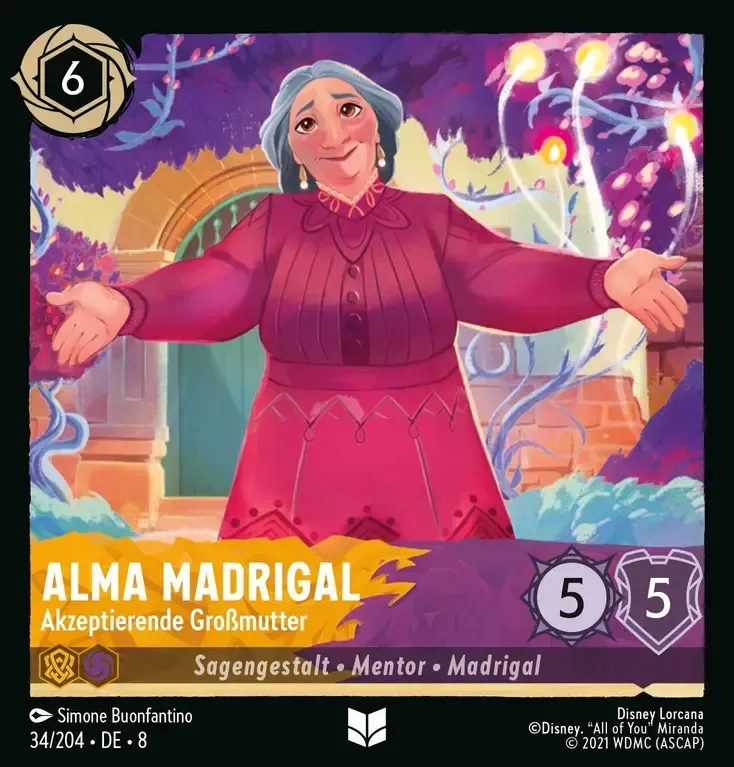 6
ALMA MADRIGAL
Akzeptierende Großmutter
5
5
Sagengestalt • Mentor • Madrigal
Simone Buonfantino
34/204 • DE • 8
Disney Lorcana
©Disney. “All of You” Miranda
© 2021 WDMC (ASCAP)